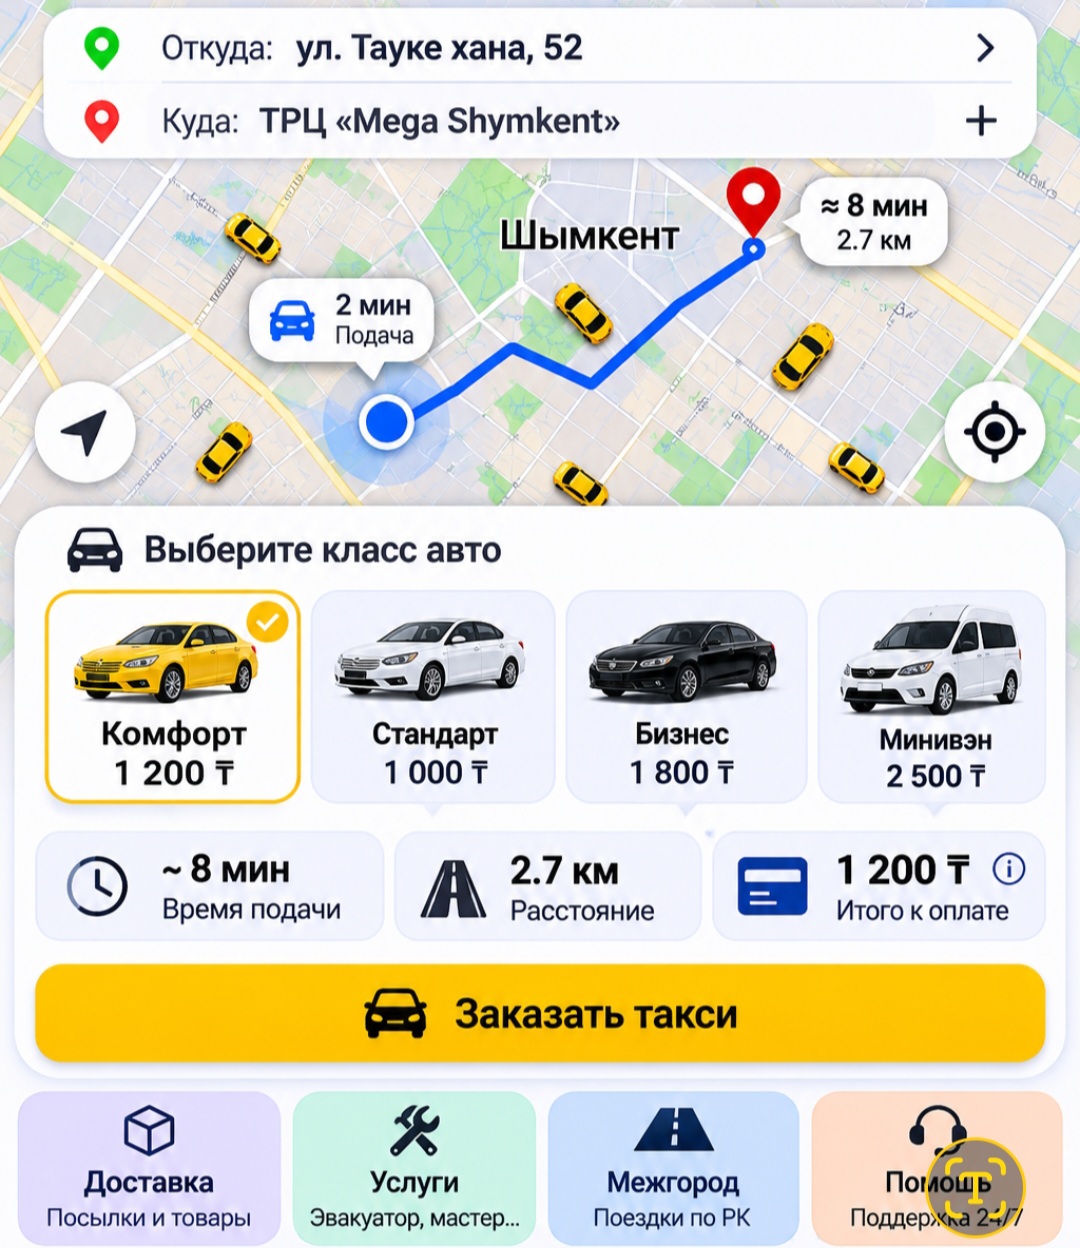 Откуда: ул. Тауке хана, 52
Куда: ТРЦ «Mega Shymkent»
≈ 8 мин
2.7 км
Шымкент
2 мин
Подача
Выберите класс авто
Комфорт
1 200 ₸
Стандарт
1 000 ₸
Бизнес
1 800 ₸
Минивэн
2 500 ₸
~ 8 мин
Время подачи
2.7 км
Расстояние
1 200 ₸
Итого к оплате
Заказать такси
Доставка
Посылки и товары
Услуги
Эвакуатор, мастер...
Межгород
Поездки по РК
Помощь
Поддержка 24/7